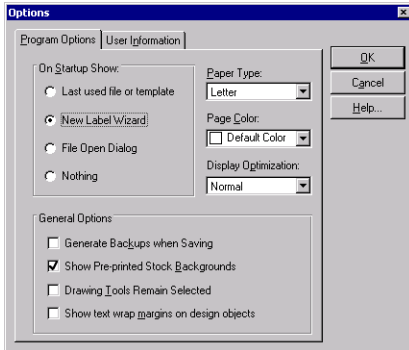 Options
Program Options
User Information
On Startup Show:
Last used file or template
New Label Wizard
File Open Dialog
Nothing
Paper Type:
Letter
Page Color:
Default Color
Display Optimization:
Normal
OK
Cancel
Help...
General Options
Generate Backups when Saving
Show Pre-printed Stock Backgrounds
Drawing Tools Remain Selected
Show text wrap margins on design objects